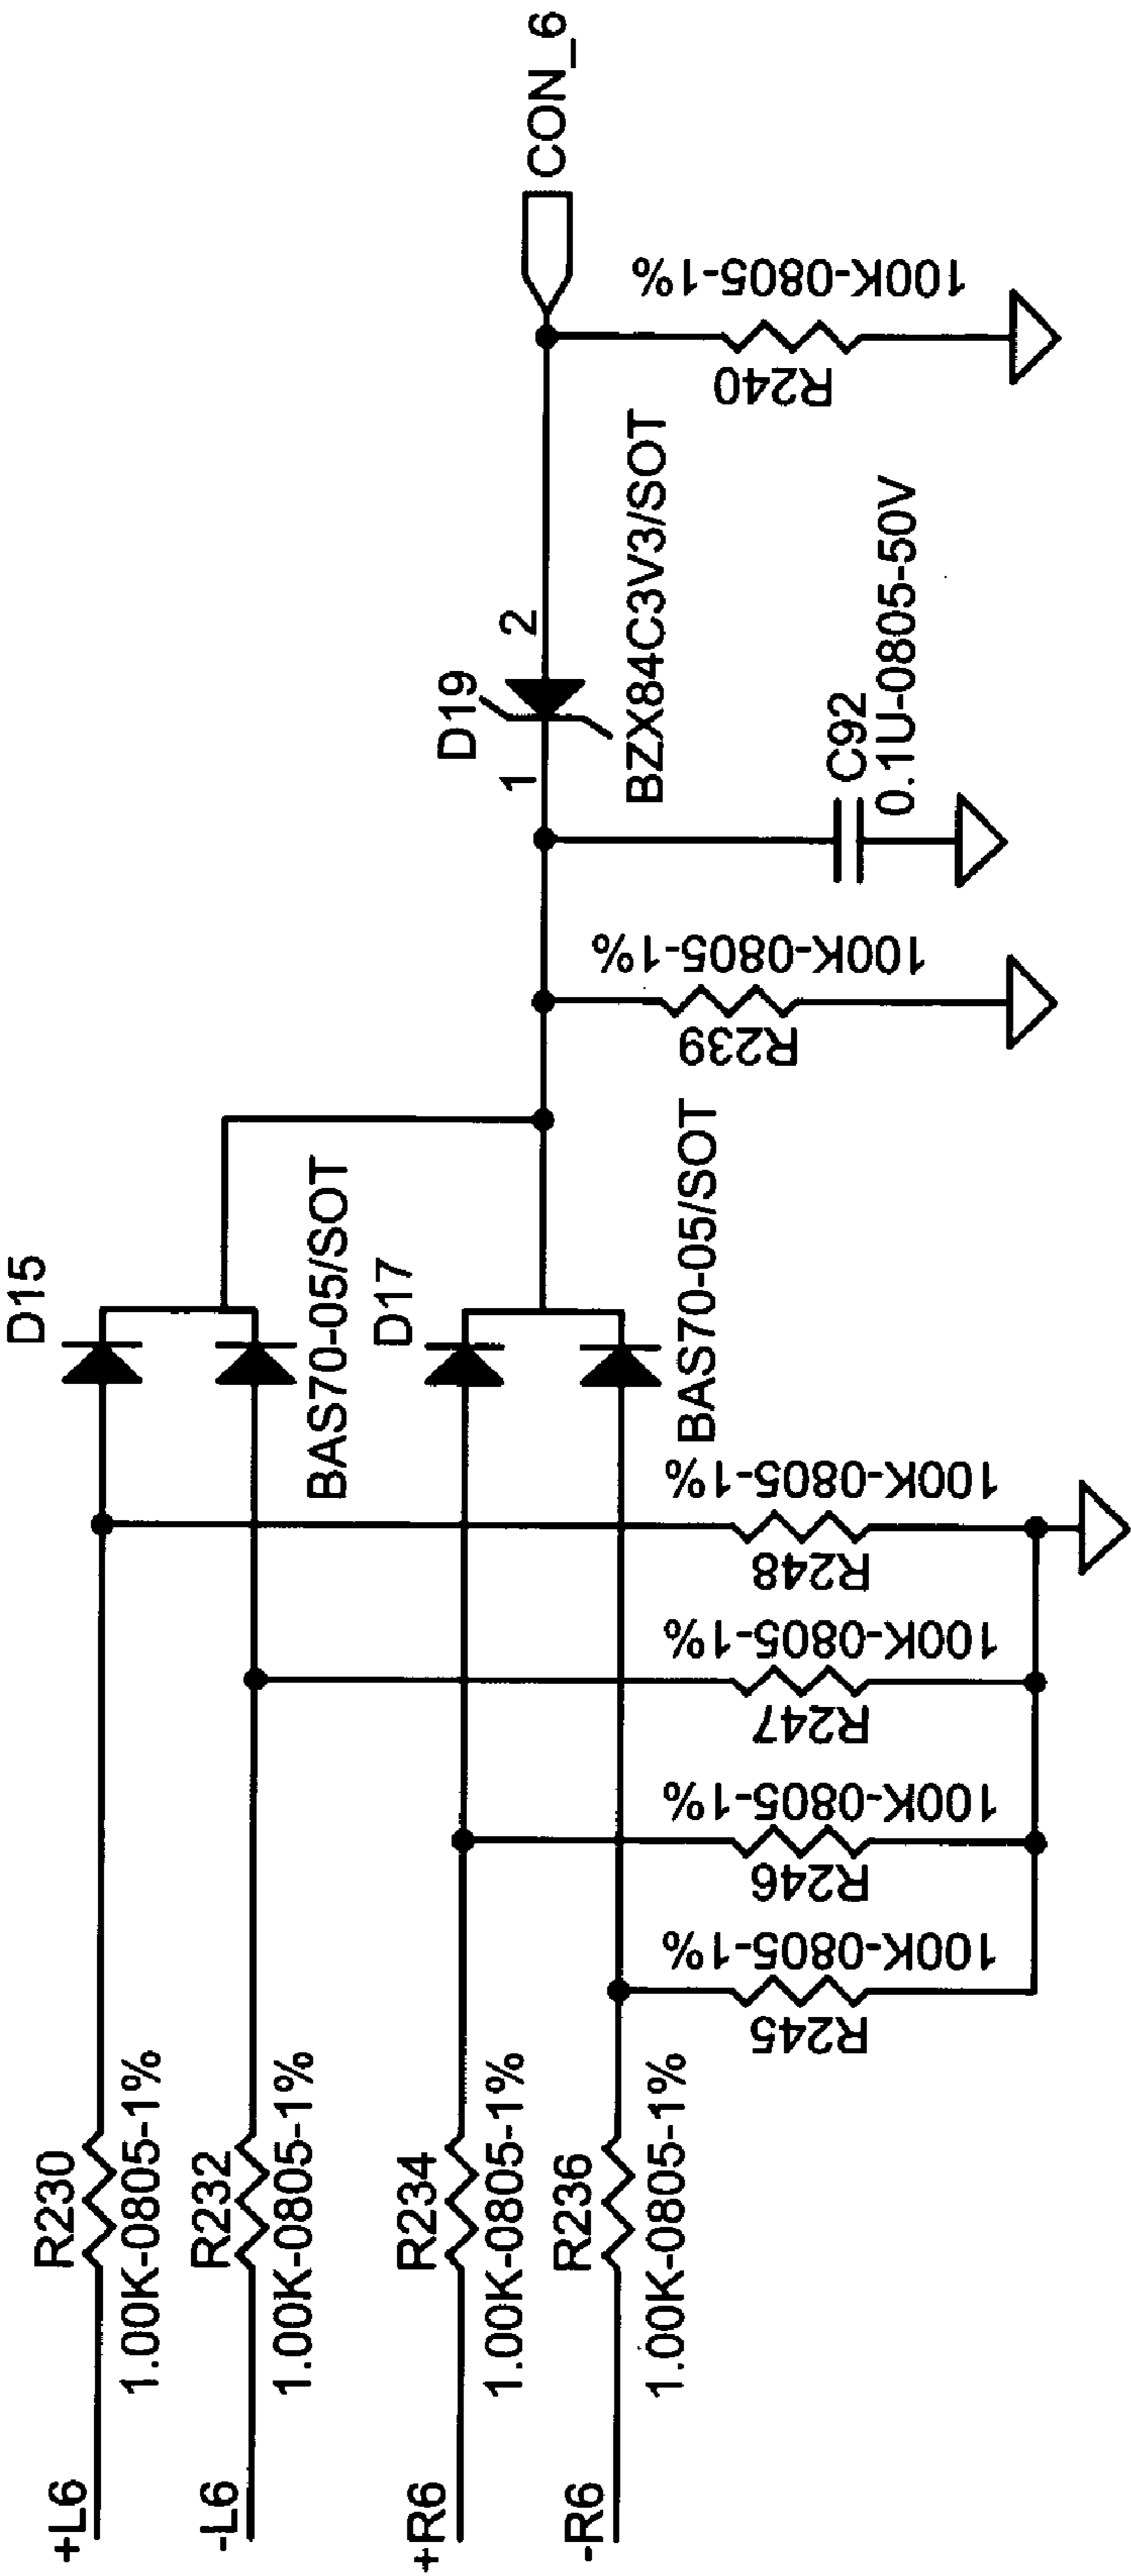 +L6
R230
1.00K-0805-1%
-L6
R232
1.00K-0805-1%
+R6
R234
1.00K-0805-1%
-R6
R236
1.00K-0805-1%
R245
100K-0805-1%
R246
100K-0805-1%
R247
100K-0805-1%
R248
100K-0805-1%
D15
BAS70-05/SOT
D17
BAS70-05/SOT
R239
100K-0805-1%
C92
0.1U-0805-50V
D19
1
2
BZX84C3V3/SOT
R240
100K-0805-1%
CON_6